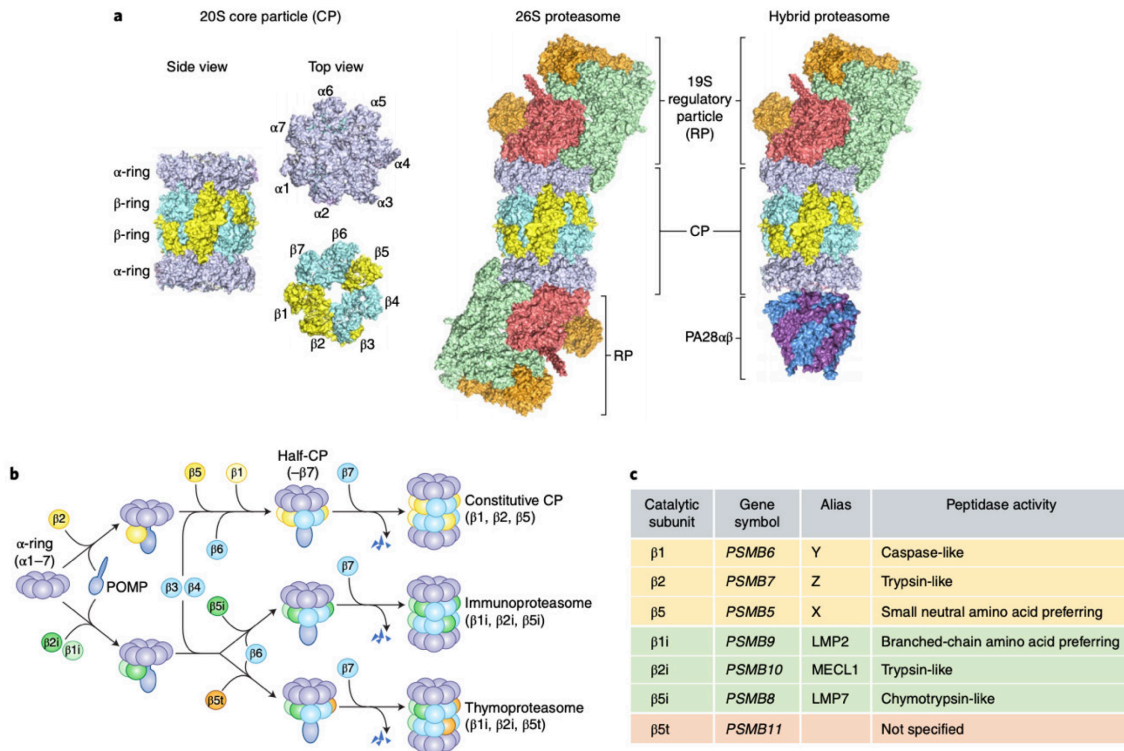 a
20S core particle (CP)
26S proteasome
Hybrid proteasome
Side view
Top view
α6
α5
α7
α4
α1
α3
α2
α-ring
β-ring
β-ring
α-ring
β6
β7
β5
β4
β1
β2
β3
19S
regulatory
particle
(RP)
CP
PA28αβ
RP
b
Half-CP
(–β7)
β5
β1
β7
β2
β6
Constitutive CP
(β1, β2, β5)
α-ring
(α1–7)
POMP
β3
β4
β7
β5i
Immunoproteasome
(β1i, β2i, β5i)
β2i
β1i
β6
β7
β5t
Thymoproteasome
(β1i, β2i, β5t)
c
Catalytic subunit Gene symbol Alias Peptidase activity
β1 PSMB6 Y Caspase-like
β2 PSMB7 Z Trypsin-like
β5 PSMB5 X Small neutral amino acid preferring
β1i PSMB9 LMP2 Branched-chain amino acid preferring
β2i PSMB10 MECL1 Trypsin-like
β5i PSMB8 LMP7 Chymotrypsin-like
β5t PSMB11 Not specified